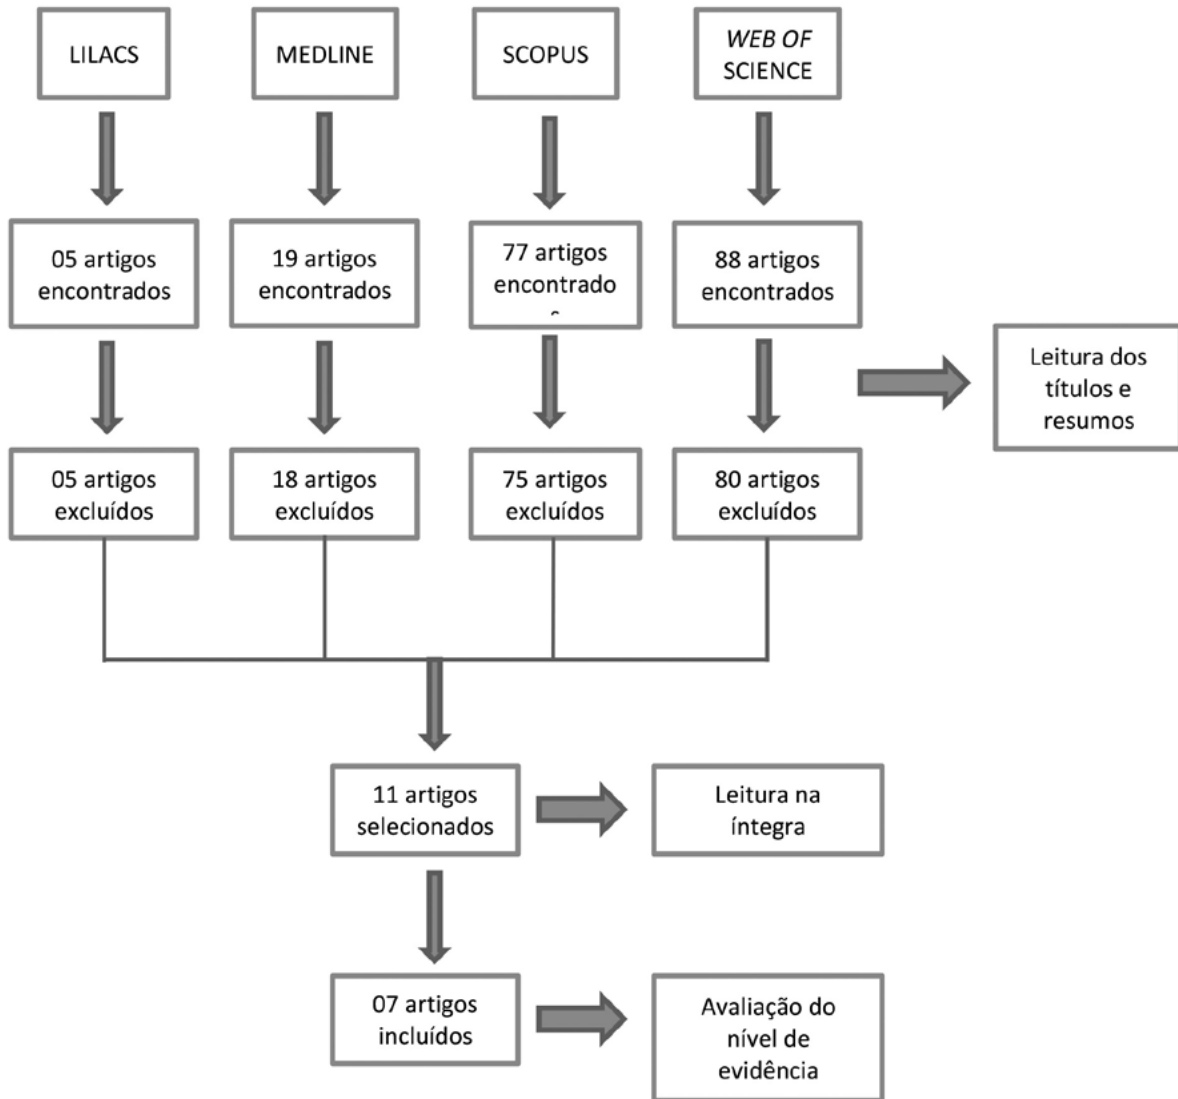 LILACS
MEDLINE
SCOPUS
WEB OF
SCIENCE
05 artigos
encontrados
19 artigos
encontrados
77 artigos
encontrado
88 artigos
encontrados
Leitura dos
títulos e
resumos
05 artigos
excluídos
18 artigos
excluídos
75 artigos
excluídos
80 artigos
excluídos
11 artigos
selecionados
Leitura na
íntegra
07 artigos
incluídos
Avaliação do
nível de
evidência